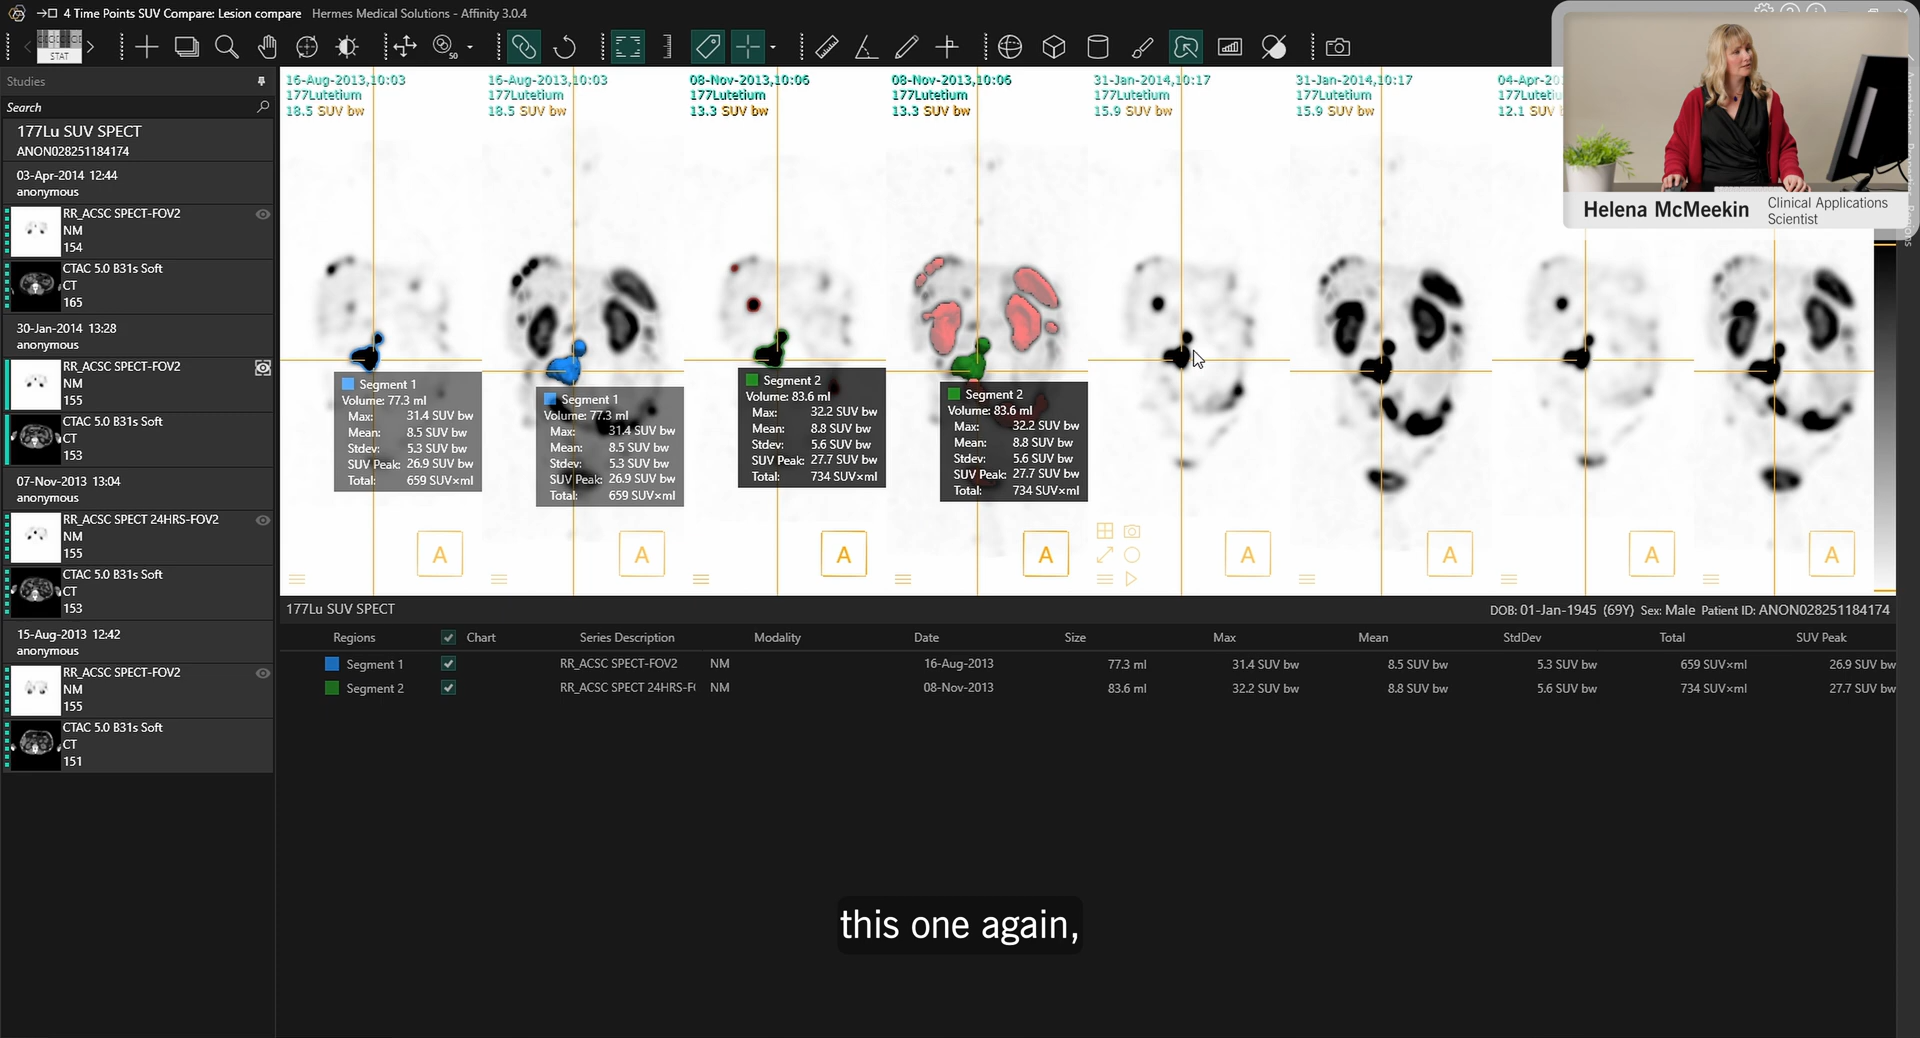 4 Time Points SUV Compare: Lesion compare Hermes Medical Solutions - Affinity 3.0.4
STAT
50
Studies
Search
177Lu SUV SPECT
ANON028251184174
03-Apr-2014 12:44
anonymous
RR_ACSC SPECT-FOV2
NM
154
CTAC 5.0 B31s Soft
CT
165
30-Jan-2014 13:28
anonymous
RR_ACSC SPECT-FOV2
NM
155
CTAC 5.0 B31s Soft
CT
153
07-Nov-2013 13:04
anonymous
RR_ACSC SPECT 24HRS-FOV2
NM
155
CTAC 5.0 B31s Soft
CT
153
15-Aug-2013 12:42
anonymous
RR_ACSC SPECT-FOV2
NM
155
CTAC 5.0 B31s Soft
CT
151
16-Aug-2013,10:03
177Lutetium
18.5 SUV bw
16-Aug-2013,10:03
177Lutetium
18.5 SUV bw
08-Nov-2013,10:06
177Lutetium
13.3 SUV bw
08-Nov-2013,10:06
177Lutetium
13.3 SUV bw
31-Jan-2014,10:17
177Lutetium
15.9 SUV bw
31-Jan-2014,10:17
177Lutetium
15.9 SUV bw
04-Apr-20
177Lutetiu
12.1 SUV b
Helena McMeekin
Clinical Applications
Scientist
Segment 1
Volume: 77.3 ml
Max: 31.4 SUV bw
Mean: 8.5 SUV bw
Stdev: 5.3 SUV bw
SUV Peak: 26.9 SUV bw
Total: 659 SUV×ml
Segment 1
Volume: 77.3 ml
Max: 31.4 SUV bw
Mean: 8.5 SUV bw
Stdev: 5.3 SUV bw
SUV Peak: 26.9 SUV bw
Total: 659 SUV×ml
Segment 2
Volume: 83.6 ml
Max: 32.2 SUV bw
Mean: 8.8 SUV bw
Stdev: 5.6 SUV bw
SUV Peak: 27.7 SUV bw
Total: 734 SUV×ml
Segment 2
Volume: 83.6 ml
Max: 32.2 SUV bw
Mean: 8.8 SUV bw
Stdev: 5.6 SUV bw
SUV Peak: 27.7 SUV bw
Total: 734 SUV×ml
A A A A A A A A
177Lu SUV SPECT DOB: 01-Jan-1945 (69Y) Sex: Male Patient ID: ANON028251184174
Regions Chart Series Description Modality Date Size Max Mean StdDev Total SUV Peak
Segment 1 RR_ACSC SPECT-FOV2 NM 16-Aug-2013 77.3 ml 31.4 SUV bw 8.5 SUV bw 5.3 SUV bw 659 SUV×ml 26.9 SUV bw
Segment 2 RR_ACSC SPECT 24HRS-F NM 08-Nov-2013 83.6 ml 32.2 SUV bw 8.8 SUV bw 5.6 SUV bw 734 SUV×ml 27.7 SUV bw
this one again,